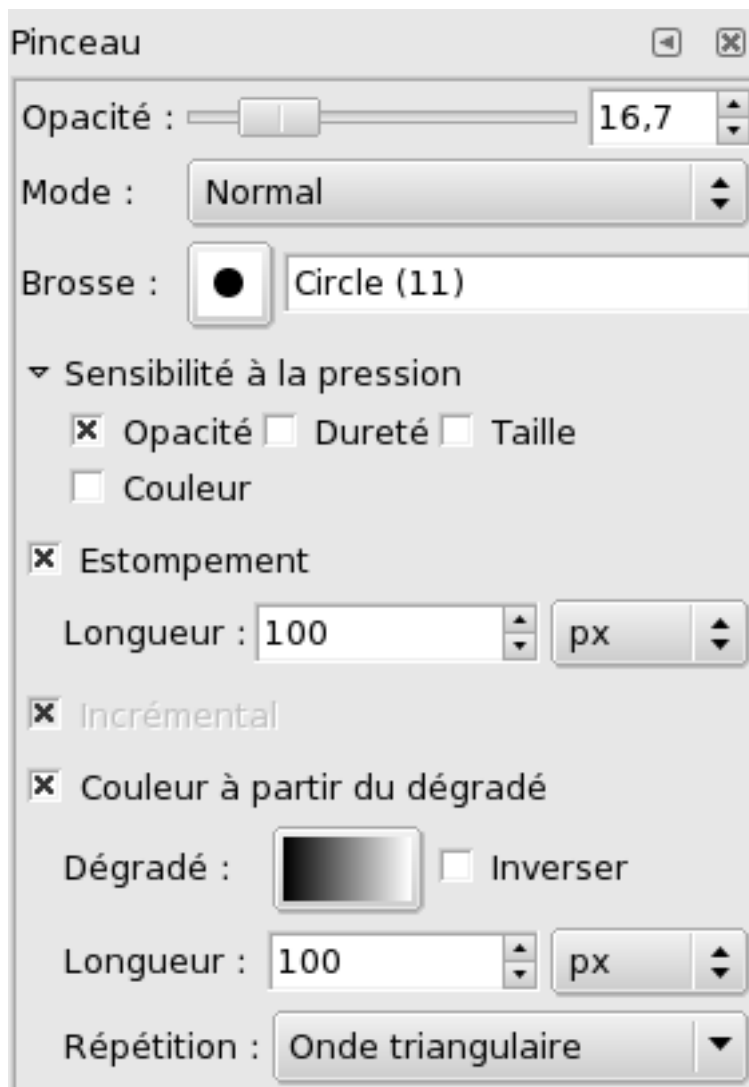 Pinceau
Opacité : 16,7
Mode : Normal
Brosse : Circle (11)
Sensibilité à la pression
Opacité Dureté Taille
Couleur
Estompement
Longueur : 100 px
Incrémental
Couleur à partir du dégradé
Dégradé : Inverser
Longueur : 100 px
Répétition : Onde triangulaire